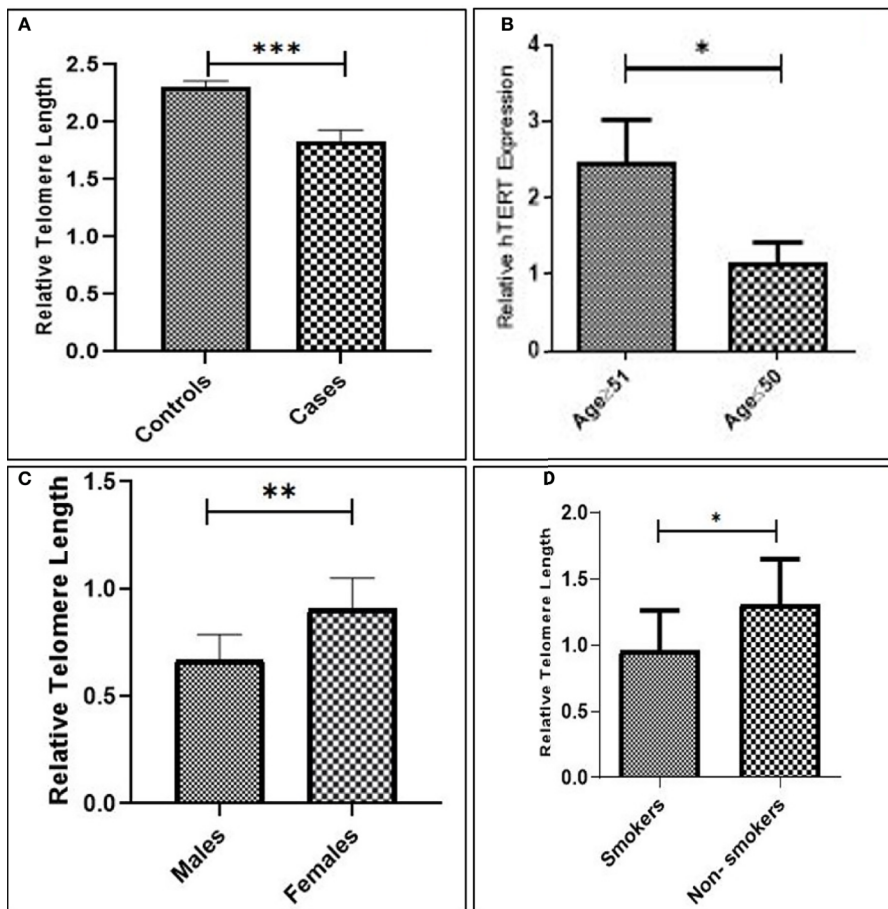 A
***
Relative Telomere Length
2.5
2.0
1.5
1.0
0.5
0.0
Controls
Cases
B
*
Relative hTERT Expression
4
3
2
1
0
Age≥51
Age≤50
C
**
Relative Telomere Length
1.5
1.0
0.5
0.0
Males
Females
D
*
Relative Telomere Length
2.0
1.5
1.0
0.5
0.0
Smokers
Non- smokers